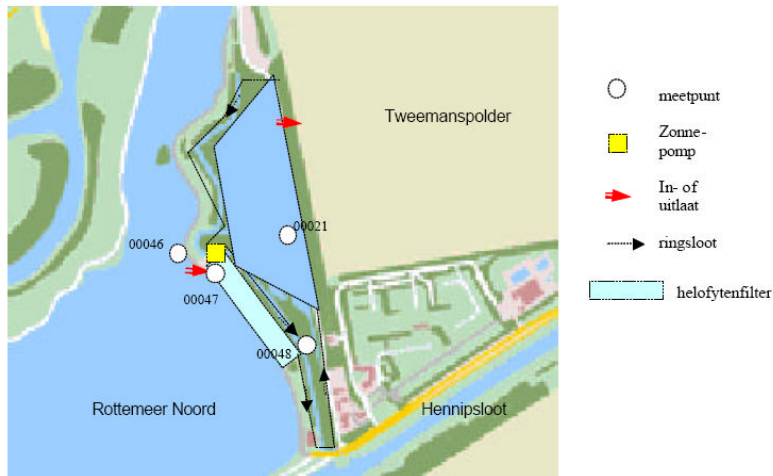 Tweemanspolder
00021
00046
00047
00048
Rottemeer Noord
Hennipsloot
meetpunt
Zonne-
pomp
In- of
uitlaat
ringsloot
helofytenfilter